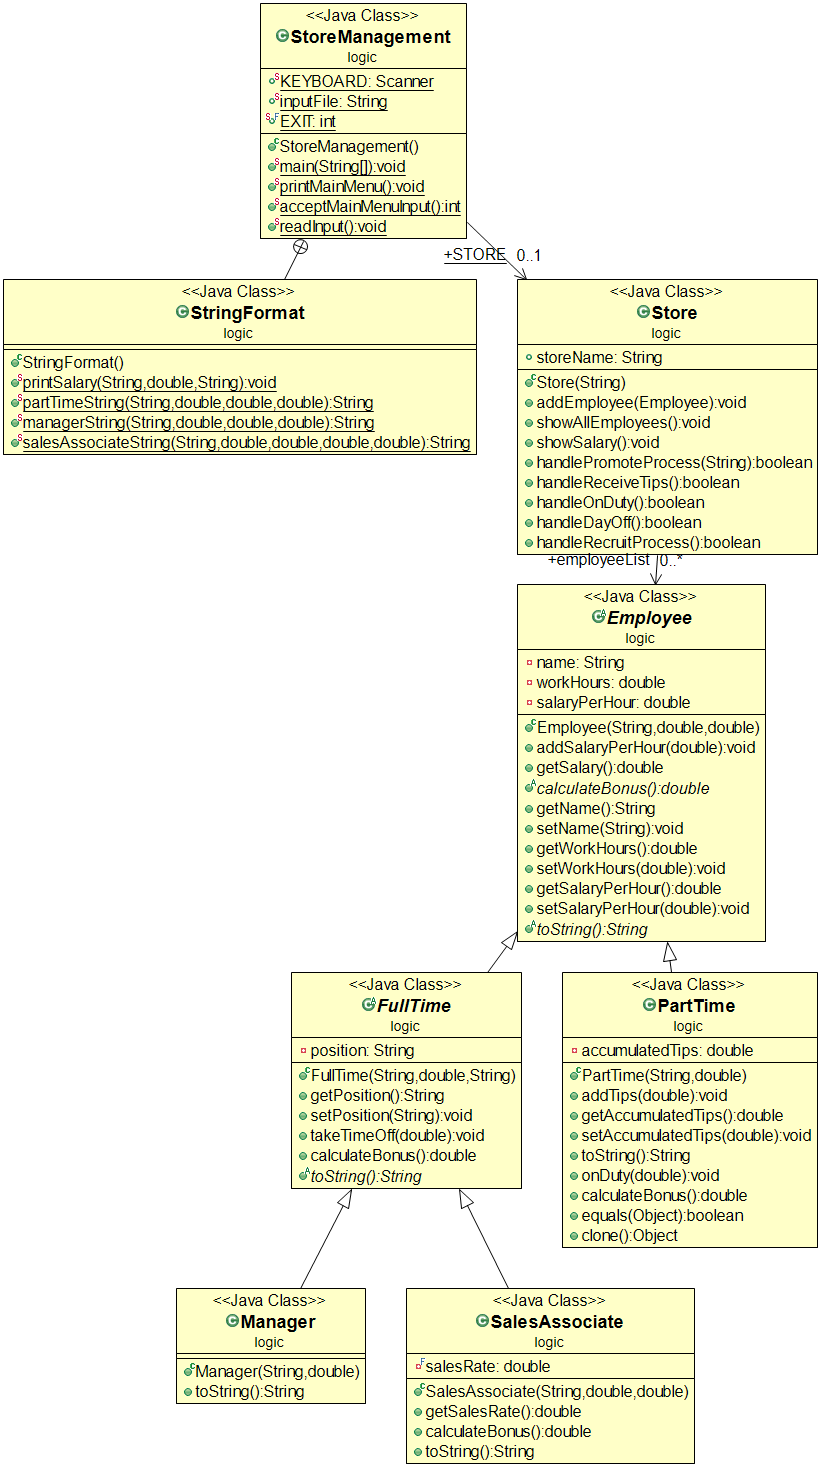 <<Java Class>>
StoreManagement
logic
KEYBOARD: Scanner
inputFile: String
EXIT: int
StoreManagement()
main(String[]):void
printMainMenu():void
acceptMainMenuInput():int
readInput():void
+STORE 0..1
<<Java Class>>
StringFormat
logic
StringFormat()
printSalary(String,double,String):void
partTimeString(String,double,double,double):String
managerString(String,double,double,double):String
salesAssociateString(String,double,double,double,double):String
<<Java Class>>
Store
logic
storeName: String
Store(String)
addEmployee(Employee):void
showAllEmployees():void
showSalary():void
handlePromoteProcess(String):boolean
handleReceiveTips():boolean
handleOnDuty():boolean
handleDayOff():boolean
handleRecruitProcess():boolean
+employeeList 0..*
<<Java Class>>
Employee
logic
name: String
workHours: double
salaryPerHour: double
Employee(String,double,double)
addSalaryPerHour(double):void
getSalary():double
calculateBonus():double
getName():String
setName(String):void
getWorkHours():double
setWorkHours(double):void
getSalaryPerHour():double
setSalaryPerHour(double):void
toString():String
<<Java Class>>
FullTime
logic
position: String
FullTime(String,double,String)
getPosition():String
setPosition(String):void
takeTimeOff(double):void
calculateBonus():double
toString():String
<<Java Class>>
PartTime
logic
accumulatedTips: double
PartTime(String,double)
addTips(double):void
getAccumulatedTips():double
setAccumulatedTips(double):void
toString():String
onDuty(double):void
calculateBonus():double
equals(Object):boolean
clone():Object
<<Java Class>>
Manager
logic
Manager(String,double)
toString():String
<<Java Class>>
SalesAssociate
logic
salesRate: double
SalesAssociate(String,double,double)
getSalesRate():double
calculateBonus():double
toString():String